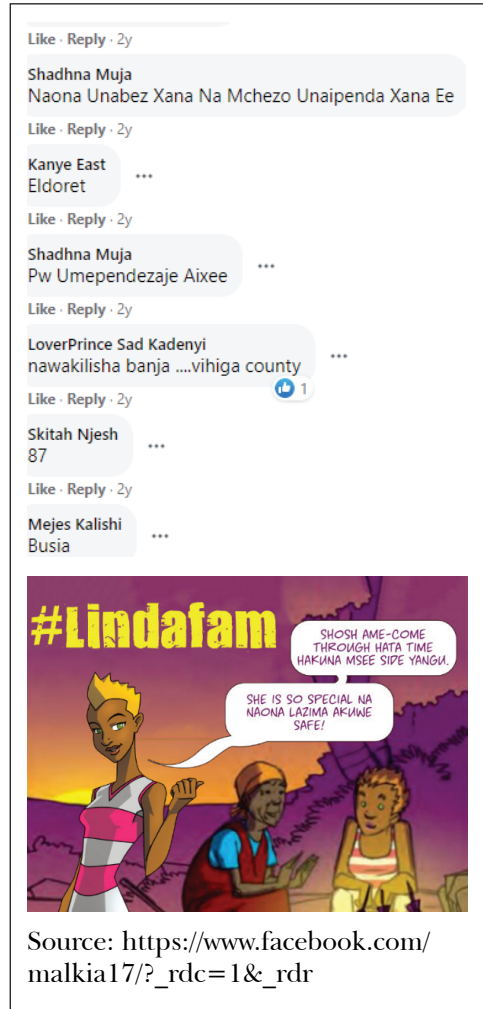 Like · Reply · 2y
Shadhna Muja
Naona Unabez Xana Na Mchezo Unaipenda Xana Ee
Like · Reply · 2y
Kanye East
Eldoret
Like · Reply · 2y
Shadhna Muja
Pw Umependezaje Aixee
Like · Reply · 2y
LoverPrince Sad Kadenyi
nawakilisha banja ....vihiga county
1
Like · Reply · 2y
Skitah Njesh
87
Like · Reply · 2y
Mejes Kalishi
Busia
#Lindafam
SHOSH AME-COME
THROUGH HATA TIME
HAKUNA MSEE SIDE YANGU.
SHE IS SO SPECIAL NA
NAONA LAZIMA AKUWE
SAFE!
Source: https://www.facebook.com/
malkia17/?_rdc=1&_rdr